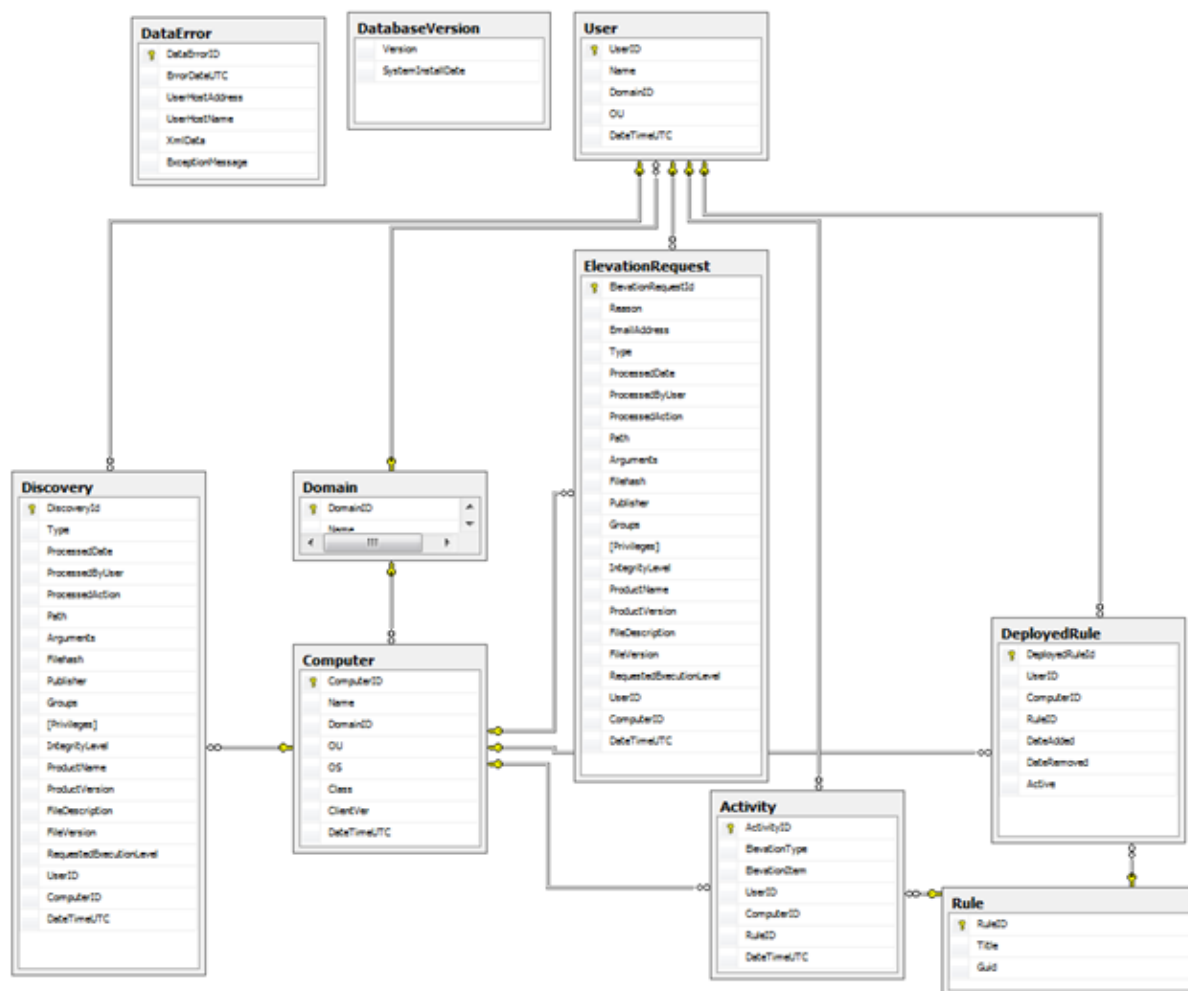 DataError
DataErrorID
ErrorDateUTC
UserHostAddress
UserHostName
XmlData
ExceptionMessage
DatabaseVersion
Version
SystemInstallDate
User
UserID
Name
DomainID
OU
DateTimeUTC
ElevationRequest
ElevationRequestId
Reason
EmailAddress
Type
ProcessedDate
ProcessedByUser
ProcessedAction
Path
Arguments
Filehash
Publisher
Groups
[Privileges]
IntegrityLevel
ProductName
ProductVersion
FileDescription
FileVersion
RequestedExecutionLevel
UserID
ComputerID
DateTimeUTC
Discovery
DiscoveryId
Type
ProcessedDate
ProcessedByUser
ProcessedAction
Path
Arguments
Filehash
Publisher
Groups
[Privileges]
IntegrityLevel
ProductName
ProductVersion
FileDescription
FileVersion
RequestedExecutionLevel
UserID
ComputerID
DateTimeUTC
Domain
DomainID
Name
Computer
ComputerID
Name
DomainID
OU
OS
Class
ClientVer
DateTimeUTC
DeployedRule
DeployedRuleId
UserID
ComputerID
RuleID
DateAdded
DateRemoved
Active
Activity
ActivityID
ElevationType
ElevationItem
UserID
ComputerID
RuleID
DateTimeUTC
Rule
RuleID
Title
Guid